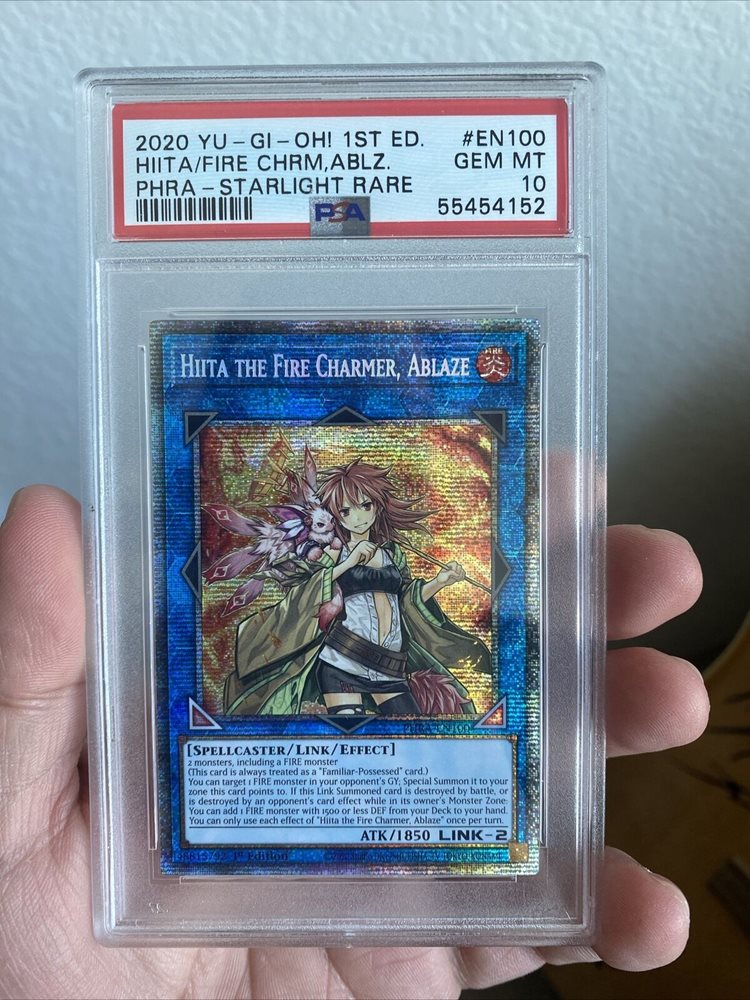 2020 YU-GI-OH! 1ST ED. #EN100
HIITA/FIRE CHRM,ABLZ. GEM MT
PHRA-STARLIGHT RARE 10
PSA 55454152
HIITA THE FIRE CHARMER, ABLAZE
FIRE
炎
PHRA-EN100
[SPELLCASTER/LINK/EFFECT]
2 monsters, including a FIRE monster
(This card is always treated as a "Familiar-Possessed" card.)
You can target 1 FIRE monster in your opponent's GY; Special Summon it to your
zone this card points to. If this Link Summoned card is destroyed by battle, or
is destroyed by an opponent's card effect while in its owner's Monster Zone:
You can add 1 FIRE monster with 1500 or less DEF from your Deck to your hand.
You can only use each effect of "Hiita the Fire Charmer, Ablaze" once per turn.
ATK/1850 LINK-2
1st Edition